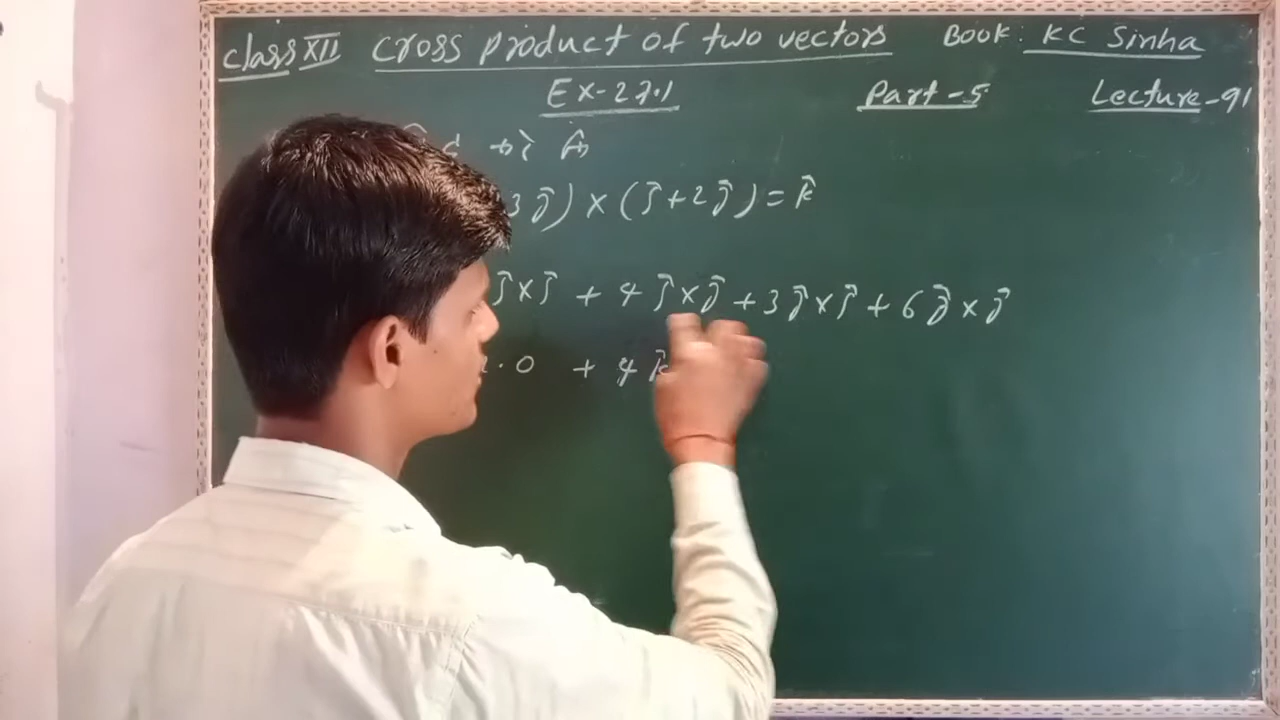 Class XII Cross product of two vectors Book: KC Sinha
Ex-27.1 Part-5 Lecture-91
कि
3ĵ) × (î+2ĵ) = k̂
î×î + 4 î×ĵ + 3 ĵ×î + 6 ĵ×ĵ
.0 + 4 k̂